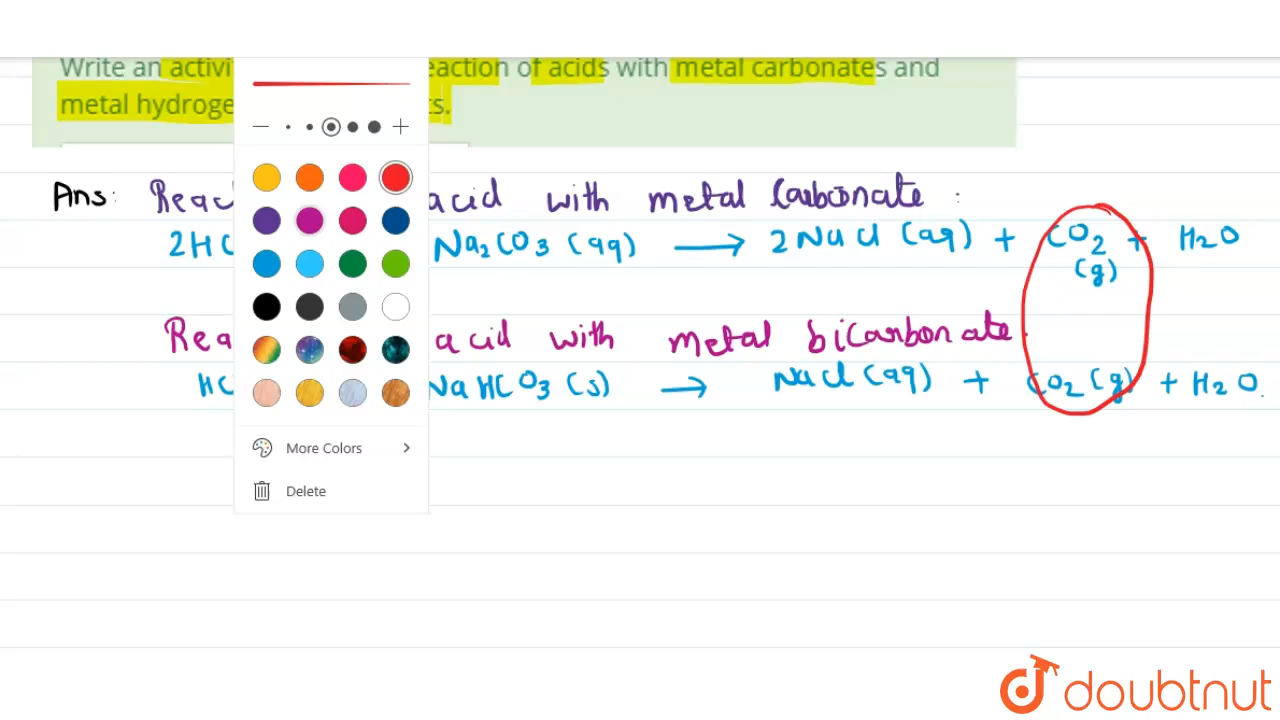 Write an activi eaction of acids with metal carbonates and
metal hydroge ts.
Ans: Reac acid with metal Carbonate :
2HC Na₂CO₃ (aq) → 2NaCl (aq) + CO₂ + H₂O
(g)
Rea acid with metal bicarbonate
HC NaHCO₃ (s) → NaCl (aq) + CO₂ (g) + H₂O.
More Colors
Delete
doubtnut